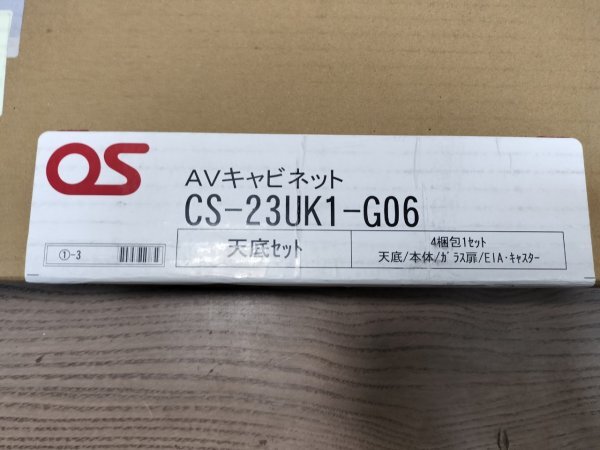 OS
AVキャビネット
CS-23UK1-G06
天底セット
4梱包1セット
天底/本体/ガラス扉/EIA・キャスター
①-3